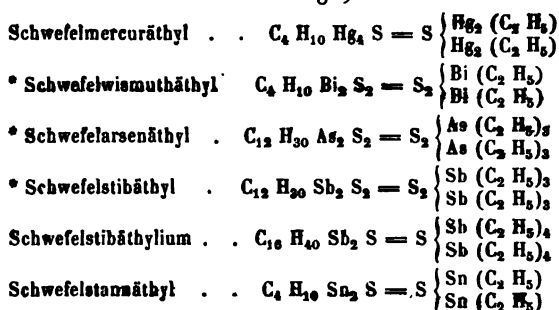 Schwefelmercuräthyl . . C₄ H₁₀ Hg₄ S = S { Hg₂ (C₂ H₅)
Hg₂ (C₂ H₅)
* Schwefelwismuthäthyl C₄ H₁₀ Bi₂ S₂ = S₂ { Bi (C₂ H₅)
Bi (C₂ H₅)
* Schwefelarsenäthyl . C₁₂ H₃₀ As₂ S₂ = S₂ { As (C₂ H₅)₃
As (C₂ H₅)₃
* Schwefelstibäthyl . C₁₂ H₃₀ Sb₂ S₂ = S₂ { Sb (C₂ H₅)₃
Sb (C₂ H₅)₃
Schwefelstibäthylium . . C₁₆ H₄₀ Sb₂ S = S { Sb (C₂ H₅)₄
Sb (C₂ H₅)₄
Schwefelstannäthyl . . C₄ H₁₀ Sn₂ S = S { Sn (C₂ H₅)
Sn (C₂ H₅)